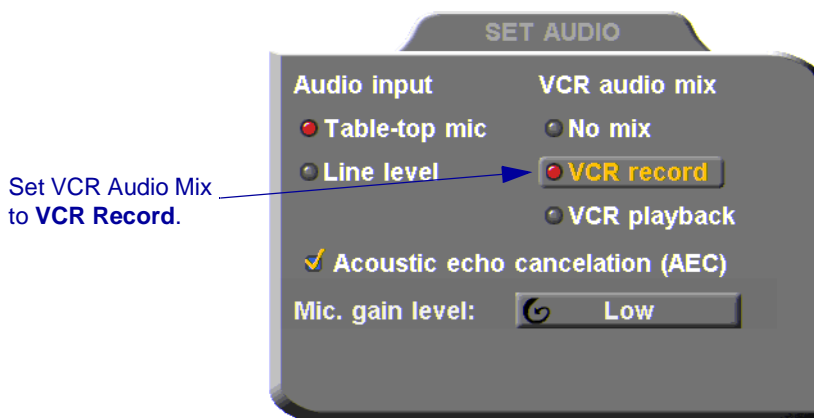 SET AUDIO
Audio input
VCR audio mix
Table-top mic
No mix
Line level
VCR record
VCR playback
Set VCR Audio Mix
to VCR Record.
Acoustic echo cancelation (AEC)
Mic. gain level:
Low